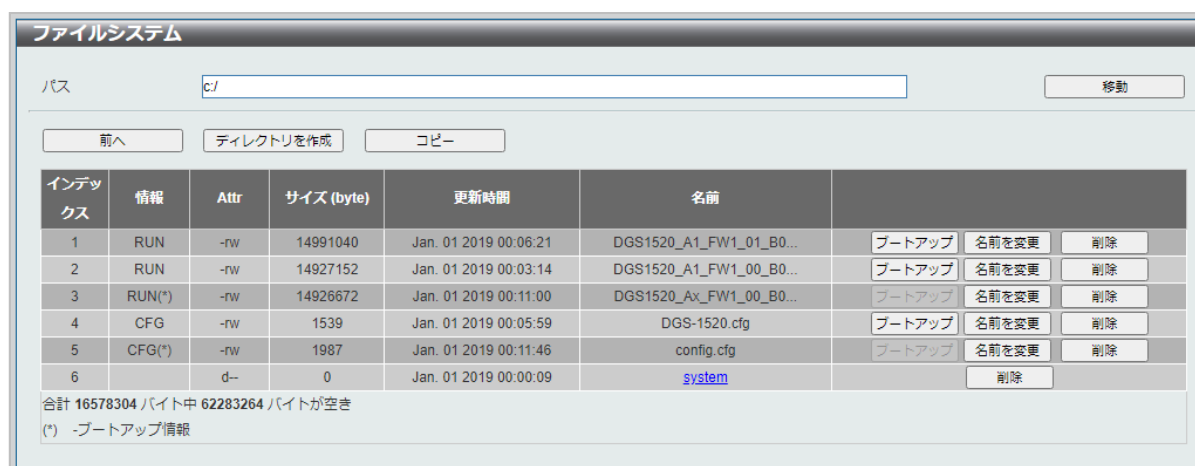 ファイルシステム
パス c:/ 移動
前へ ディレクトリを作成 コピー
インデックス 情報 Attr サイズ (byte) 更新時間 名前
1 RUN -rw 14991040 Jan. 01 2019 00:06:21 DGS1520_A1_FW1_01_B0... ブートアップ 名前を変更 削除
2 RUN -rw 14927152 Jan. 01 2019 00:03:14 DGS1520_A1_FW1_00_B0... ブートアップ 名前を変更 削除
3 RUN(*) -rw 14926672 Jan. 01 2019 00:11:00 DGS1520_Ax_FW1_00_B0... ブートアップ 名前を変更 削除
4 CFG -rw 1539 Jan. 01 2019 00:05:59 DGS-1520.cfg ブートアップ 名前を変更 削除
5 CFG(*) -rw 1987 Jan. 01 2019 00:11:46 config.cfg ブートアップ 名前を変更 削除
6 d-- 0 Jan. 01 2019 00:00:09 system 削除
合計 16578304 バイト中 62283264 バイトが空き
(*) -ブートアップ情報